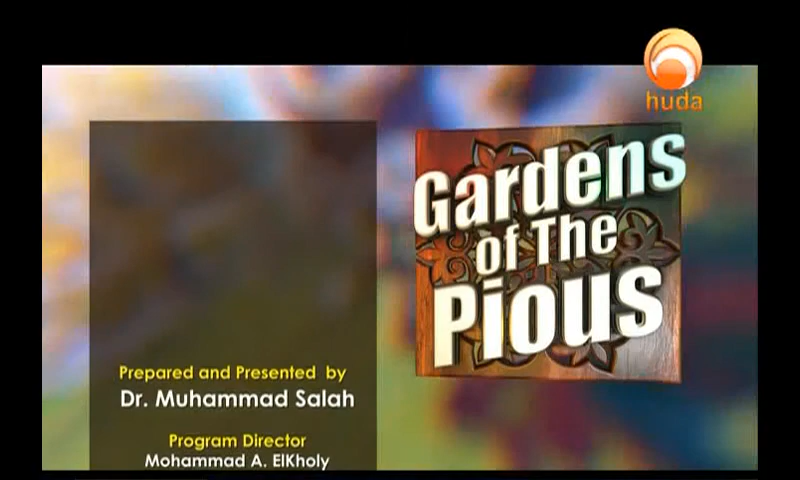 huda
Gardens
of The
Pious
Prepared and Presented by
Dr. Muhammad Salah
Program Director
Mohammad A. ElKholy